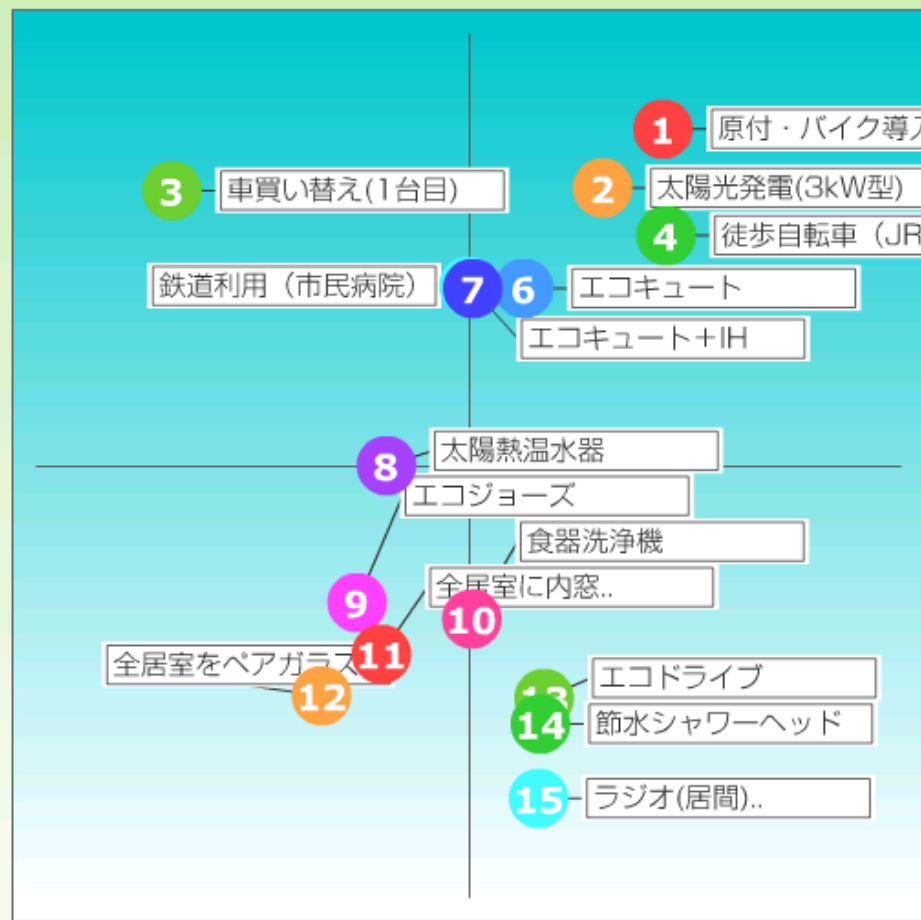 1 原付・バイク導
3 車買い替え(1台目)
2 太陽光発電(3kW型)
4 徒歩自転車（JR
鉄道利用（市民病院）
7 6 エコキュート
エコキュート＋IH
8 太陽熱温水器
エコジョーズ
食器洗浄機
9 全居室に内窓..
10
全居室をペアガラス
11
12
13 エコドライブ
14 節水シャワーヘッド
15 ラジオ(居間)..